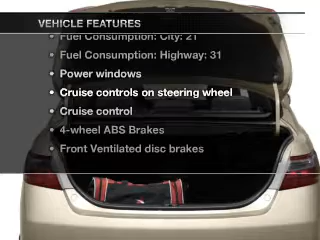 VEHICLE FEATURES
• Fuel Consumption: City: 21
• Fuel Consumption: Highway: 31
• Power windows
• Cruise controls on steering wheel
• Cruise control
• 4-wheel ABS Brakes
• Front Ventilated disc brakes